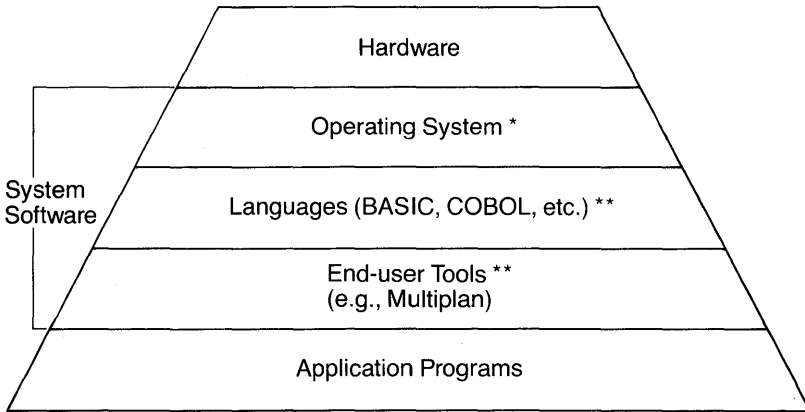 Hardware
Operating System *
System
Software
Languages (BASIC, COBOL, etc.) **
End-user Tools **
(e.g., Multiplan)
Application Programs